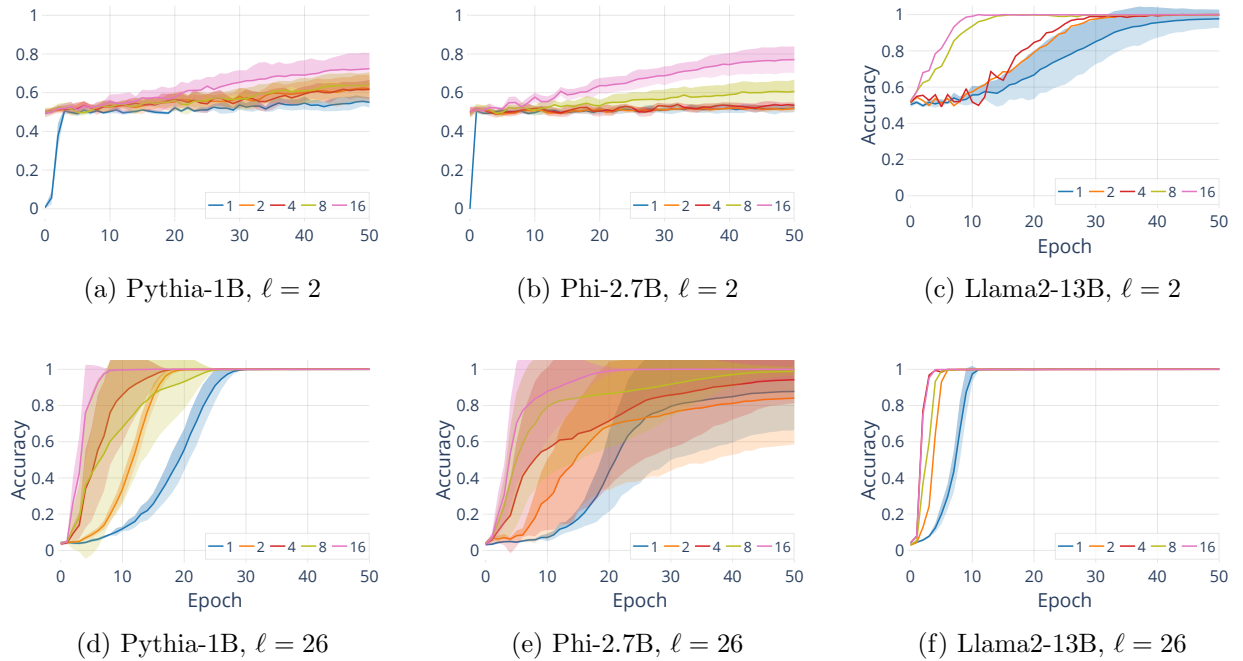 1
0.8
0.6
0.4
0.2
0
0 10 20 30 40 50
1 2 4 8 16
(a) Pythia-1B, ℓ = 2
1
0.8
0.6
0.4
0.2
0
0 10 20 30 40 50
1 2 4 8 16
(b) Phi-2.7B, ℓ = 2
Accuracy
1
0.8
0.6
0.4
0.2
0
0 10 20 30 40 50
Epoch
1 2 4 8 16
(c) Llama2-13B, ℓ = 2
Accuracy
1
0.8
0.6
0.4
0.2
0
0 10 20 30 40 50
Epoch
1 2 4 8 16
(d) Pythia-1B, ℓ = 26
Accuracy
1
0.8
0.6
0.4
0.2
0
0 10 20 30 40 50
Epoch
1 2 4 8 16
(e) Phi-2.7B, ℓ = 26
Accuracy
1
0.8
0.6
0.4
0.2
0
0 10 20 30 40 50
Epoch
1 2 4 8 16
(f) Llama2-13B, ℓ = 26